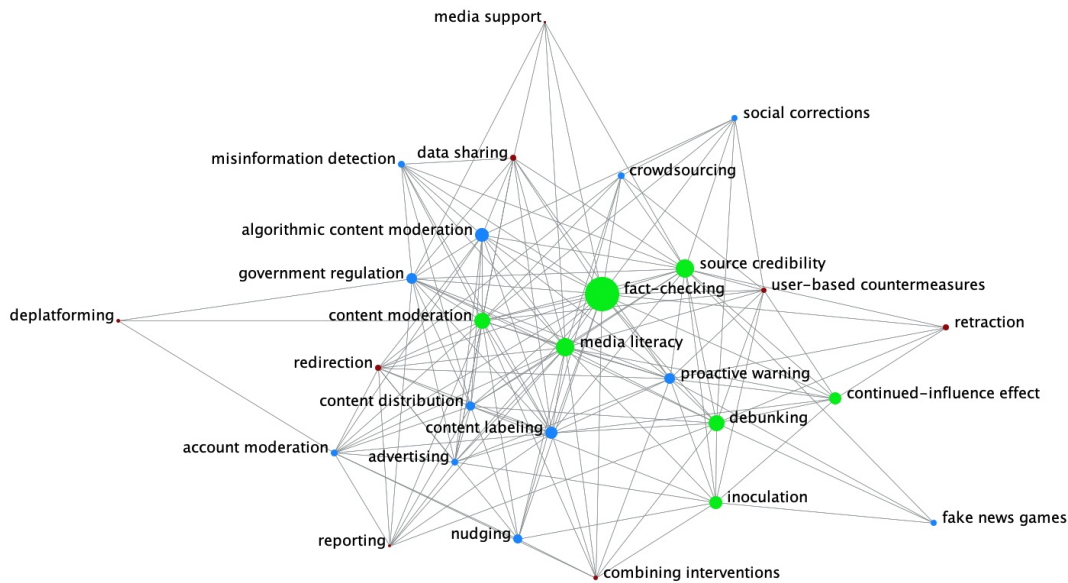 media support
social corrections
data sharing
misinformation detection
crowdsourcing
algorithmic content moderation
source credibility
government regulation
user-based countermeasures
fact-checking
deplatforming
content moderation
retraction
media literacy
redirection
proactive warning
continued-influence effect
content distribution
debunking
content labeling
account moderation
advertising
inoculation
fake news games
nudging
reporting
combining interventions